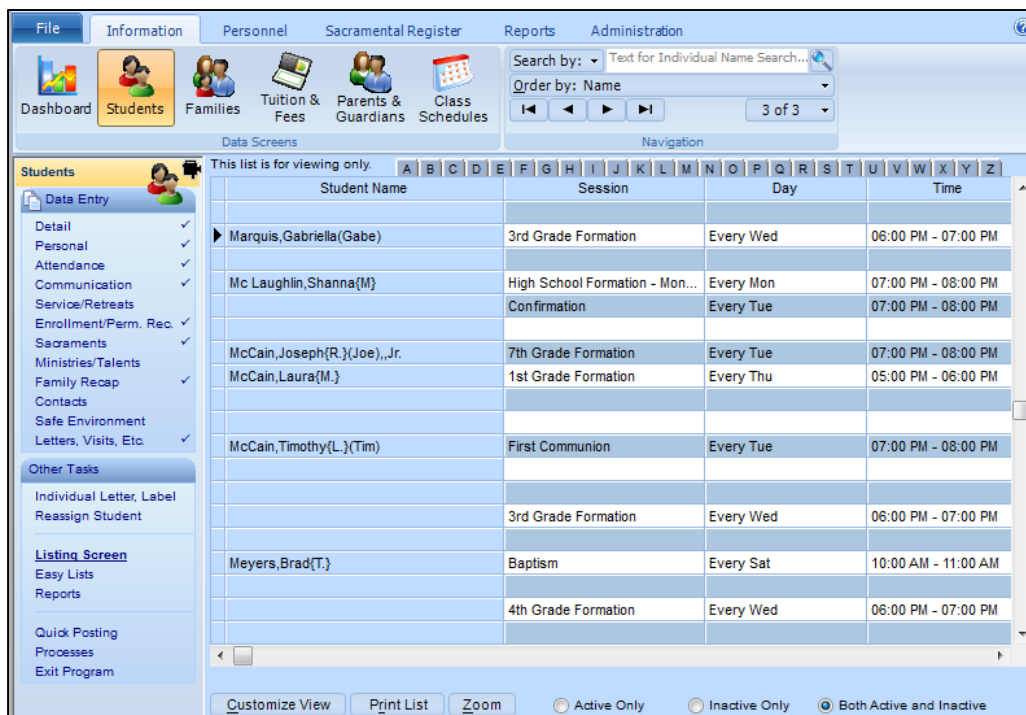 File Information Personnel Sacramental Register Reports Administration
Dashboard Students Families Tuition & Fees Parents & Guardians Class Schedules
Data Screens
Search by: Text for Individual Name Search...
Order by: Name
3 of 3
Navigation
Students
Data Entry
Detail
Personal
Attendance
Communication
Service/Retreats
Enrollment/Perm. Rec.
Sacraments
Ministries/Talents
Family Recap
Contacts
Safe Environment
Letters, Visits, Etc.
Other Tasks
Individual Letter, Label
Reassign Student
Listing Screen
Easy Lists
Reports
Quick Posting
Processes
Exit Program
This list is for viewing only. A B C D E F G H I J K L M N O P Q R S T U V W X Y Z
Student Name Session Day Time
Marquis,Gabriella(Gabe) 3rd Grade Formation Every Wed 06:00 PM - 07:00 PM
Mc Laughlin,Shanna{M} High School Formation - Mon... Every Mon 07:00 PM - 08:00 PM
Confirmation Every Tue 07:00 PM - 08:00 PM
McCain,Joseph{R.}(Joe),,Jr. 7th Grade Formation Every Tue 07:00 PM - 08:00 PM
McCain,Laura{M.} 1st Grade Formation Every Thu 05:00 PM - 06:00 PM
McCain,Timothy{L.}(Tim) First Communion Every Tue 07:00 PM - 08:00 PM
3rd Grade Formation Every Wed 06:00 PM - 07:00 PM
Meyers,Brad{T.} Baptism Every Sat 10:00 AM - 11:00 AM
4th Grade Formation Every Wed 06:00 PM - 07:00 PM
Customize View Print List Zoom Active Only Inactive Only Both Active and Inactive